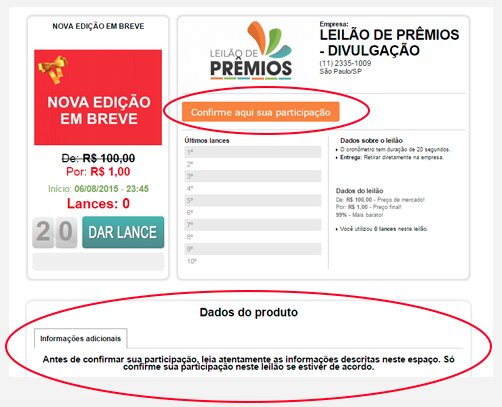 NOVA EDIÇÃO EM BREVE
NOVA EDIÇÃO
EM BREVE
De: R$ 100,00
Por: R$ 1,00
Início: 06/08/2015 - 23:45
Lances: 0
20
DAR LANCE
LEILÃO DE
PRÊMIOS
Empresa:
LEILÃO DE PRÊMIOS
- DIVULGAÇÃO
(11) 2335-1009
São Paulo/SP
Confirme aqui sua participação
Últimos lances
1º
2º
3º
4º
5º
6º
7º
8º
9º
10º
Dados sobre o leilão
O cronômetro tem duração de 20 segundos.
Entrega: Retirar diretamente na empresa.
Dados do leilão
De: R$ 100,00 - Preço de mercado!
Por: R$ 1,00 - Preço final!
99% - Mais barato!
Você utilizou 0 lances neste leilão.
Dados do produto
Informações adicionais
Antes de confirmar sua participação, leia atentamente as informações descritas neste espaço. Só
confirme sua participação neste leilão se estiver de acordo.